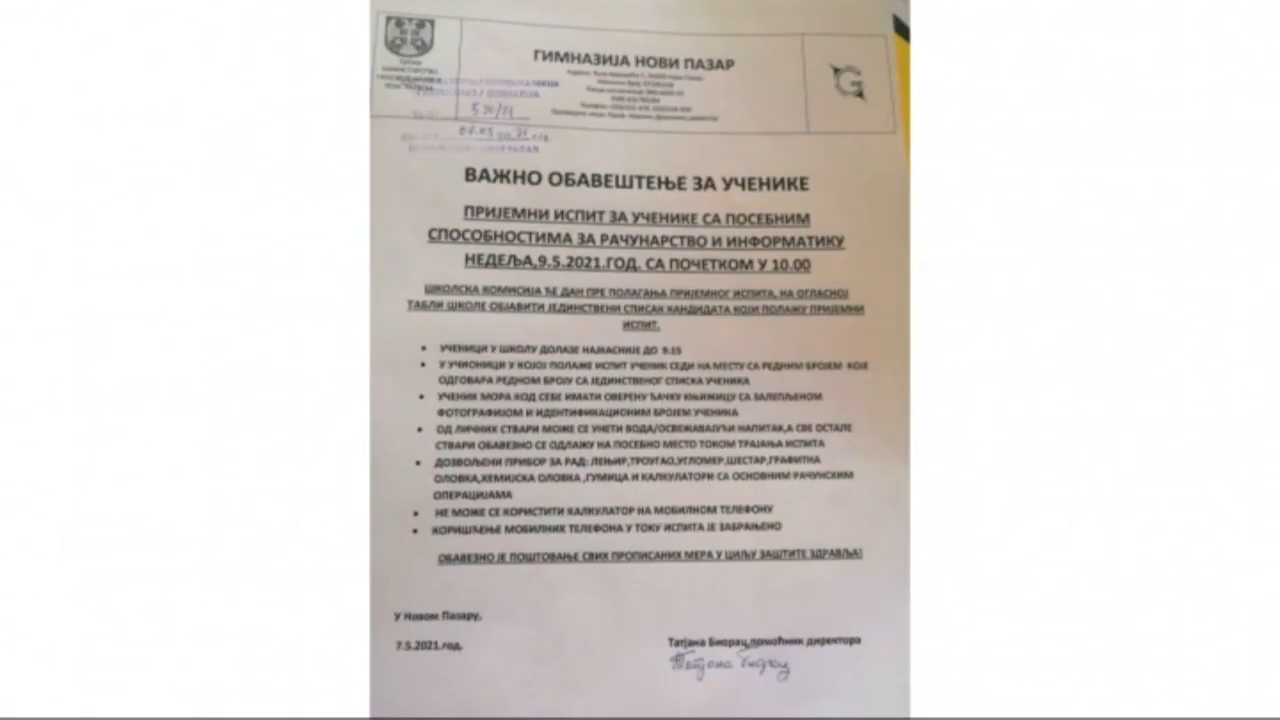 ГИМНАЗИЈА НОВИ ПАЗАР
ВАЖНО ОБАВЕШТЕЊЕ ЗА УЧЕНИКЕ
ПРИЈЕМНИ ИСПИТ ЗА УЧЕНИКЕ СА ПОСЕБНИМ
СПОСОБНОСТИМА ЗА РАЧУНАРСТВО И ИНФОРМАТИКУ
НЕДЕЉА,9.5.2021.ГОД. СА ПОЧЕТКОМ У 10.00
ШКОЛСКА КОМИСИЈА ЋЕ ДАН ПРЕ ПОЛАГАЊА ПРИЈЕМНОГ ИСПИТА, НА ОГЛАСНОЈ
ТАБЛИ ШКОЛЕ ОБЈАВИТИ ЈЕДИНСТВЕНИ СПИСАК КАНДИДАТА КОЈИ ПОЛАЖУ ПРИЈЕМНИ
ИСПИТ.
• УЧЕНИЦИ У ШКОЛУ ДОЛАЗЕ НАЈКАСНИЈЕ ДО 9:15
• У УЧИОНИЦИ У КОЈОЈ ПОЛАЖЕ ИСПИТ УЧЕНИК СЕДИ НА МЕСТУ СА РЕДНИМ БРОЈЕМ КОЈИ
ОДГОВАРА РЕДНОМ БРОЈУ СА ЈЕДИНСТВЕНОГ СПИСКА УЧЕНИКА
• УЧЕНИК МОРА КОД СЕБЕ ИМАТИ ОВЕРЕНУ ЂАЧКУ КЊИЖИЦУ СА ЗАЛЕПЉЕНОМ
ФОТОГРАФИЈОМ И ИДЕНТИФИКАЦИОНИМ БРОЈЕМ УЧЕНИКА
• ОД ЛИЧНИХ СТВАРИ МОЖЕ СЕ УНЕТИ ВОДА/ОСВЕЖАВАЈУЋИ НАПИТАК,А СВЕ ОСТАЛЕ
СТВАРИ ОБАВЕЗНО СЕ ОДЛАЖУ НА ПОСЕБНО МЕСТО ТОКОМ ТРАЈАЊА ИСПИТА
• ДОЗВОЉЕНИ ПРИБОР ЗА РАД: ЛЕЊИР,ТРОУГАО,УГЛОМЕР,ШЕСТАР,ГРАФИТНА
ОЛОВКА,ХЕМИЈСКА ОЛОВКА ,ГУМИЦА И КАЛКУЛАТОРИ СА ОСНОВНИМ РАЧУНСКИМ
ОПЕРАЦИЈАМА
• НЕ МОЖЕ СЕ КОРИСТИТИ КАЛКУЛАТОР НА МОБИЛНОМ ТЕЛЕФОНУ
• КОРИШЋЕЊЕ МОБИЛНИХ ТЕЛЕФОНА У ТОКУ ИСПИТА ЈЕ ЗАБРАЊЕНО
ОБАВЕЗНО ЈЕ ПОШТОВАЊЕ СВИХ ПРОПИСАНИХ МЕРА У ЦИЉУ ЗАШТИТЕ ЗДРАВЉА!
У Новом Пазару,
7.5.2021.год.
Татјана Биорац,помоћник директора
Татјана Биорац